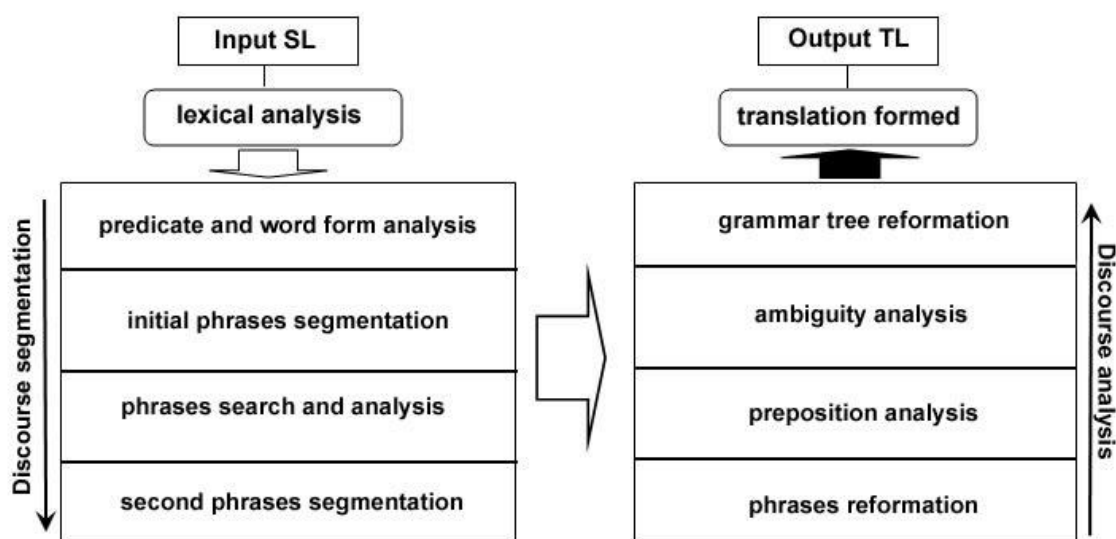 Input SL
lexical analysis
Discourse segmentation
predicate and word form analysis
initial phrases segmentation
phrases search and analysis
second phrases segmentation
Output TL
translation formed
grammar tree reformation
ambiguity analysis
preposition analysis
phrases reformation
Discourse analysis